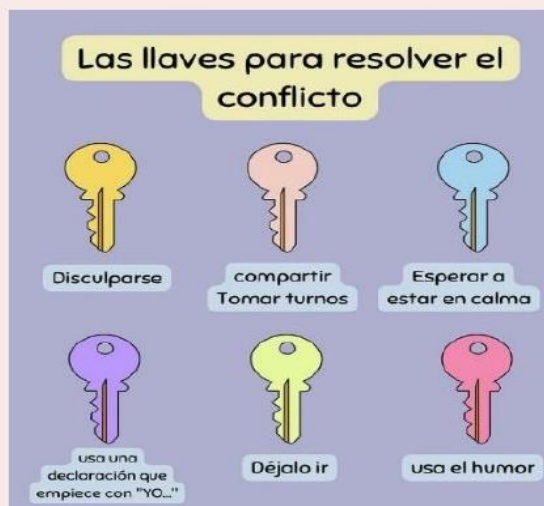 Las llaves para resolver el
conflicto
Disculparse
compartir
Tomar turnos
Esperar a
estar en calma
usa una
declaración que
empiece con "YO..."
Déjalo ir
usa el humor